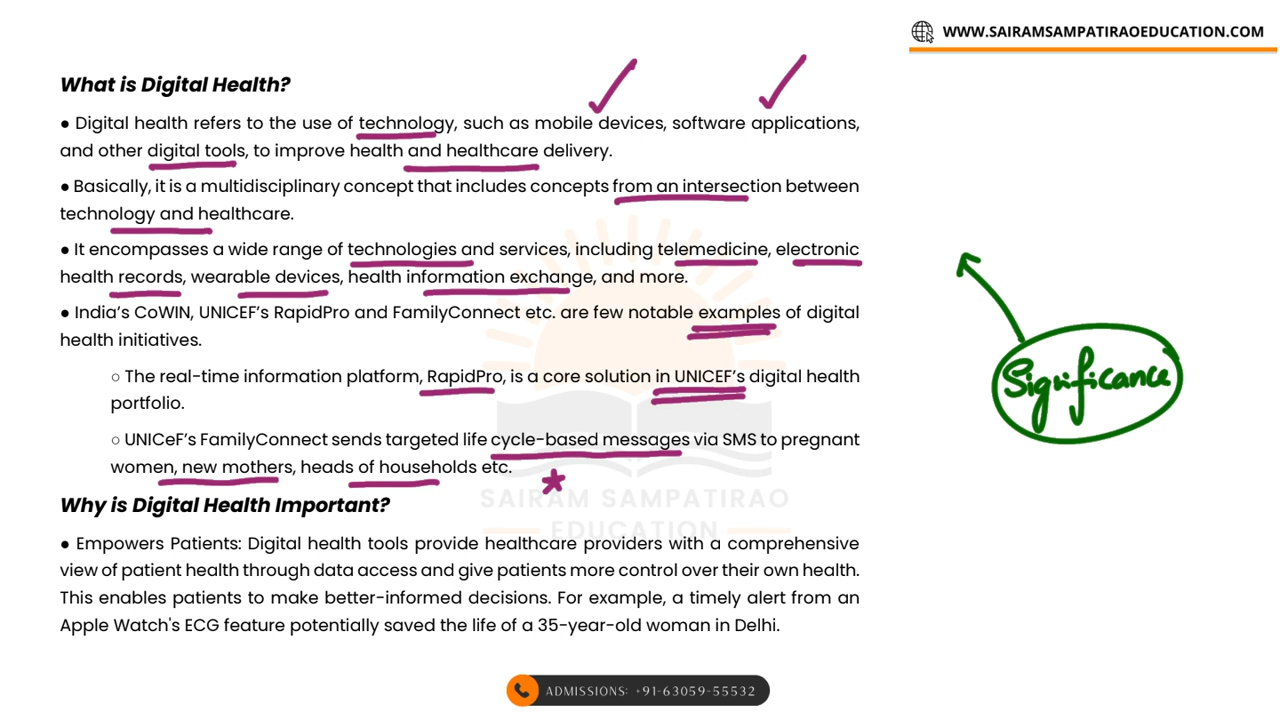 WWW.SAIRAMSAMPATIRAOEDUCATION.COM
What is Digital Health?
● Digital health refers to the use of technology, such as mobile devices, software applications,
and other digital tools, to improve health and healthcare delivery.
● Basically, it is a multidisciplinary concept that includes concepts from an intersection between
technology and healthcare.
● It encompasses a wide range of technologies and services, including telemedicine, electronic
health records, wearable devices, health information exchange, and more.
● India’s CoWIN, UNICEF’s RapidPro and FamilyConnect etc. are few notable examples of digital
health initiatives.
○ The real-time information platform, RapidPro, is a core solution in UNICEF’s digital health
portfolio.
○ UNICeF’s FamilyConnect sends targeted life cycle-based messages via SMS to pregnant
women, new mothers, heads of households etc.
Significance
SAIRAM SAMPATIRAO
EDUCATION
Why is Digital Health Important?
● Empowers Patients: Digital health tools provide healthcare providers with a comprehensive
view of patient health through data access and give patients more control over their own health.
This enables patients to make better-informed decisions. For example, a timely alert from an
Apple Watch's ECG feature potentially saved the life of a 35-year-old woman in Delhi.
ADMISSIONS: +91-63059-55532